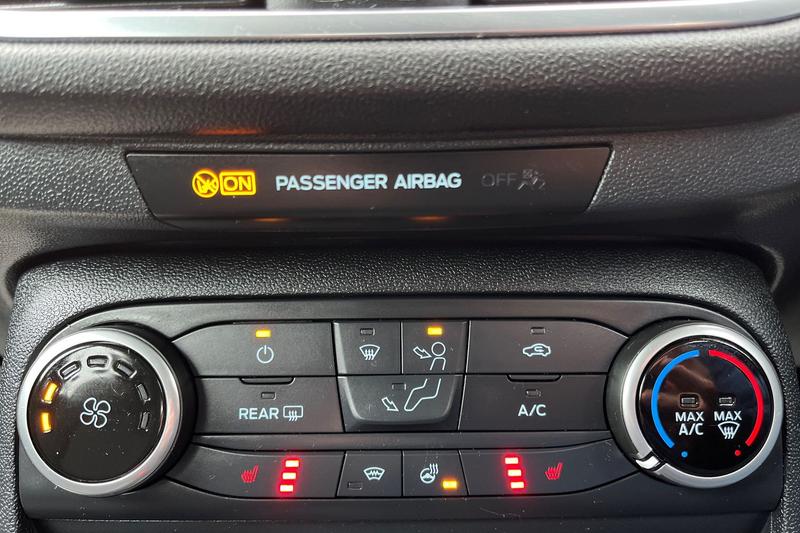 ON PASSENGER AIRBAG OFF
REAR
A/C
MAX A/C
MAX